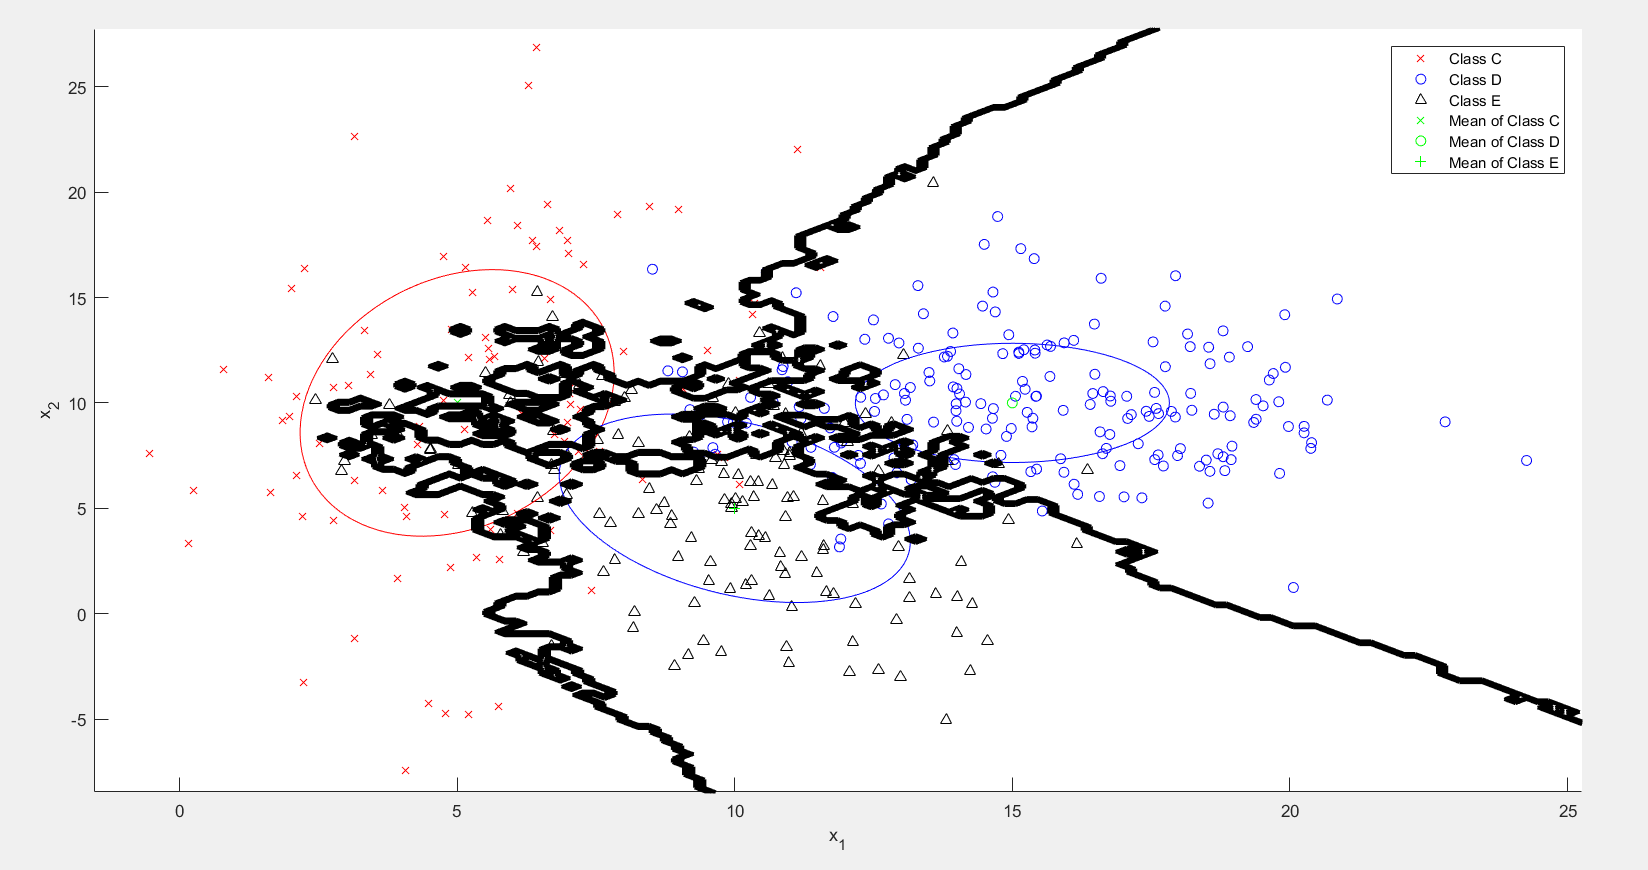 Class C
Class D
Class E
Mean of Class C
Mean of Class D
Mean of Class E
25
20
15
10
5
0
-5
x2
0 5 10 15 20 25
x1